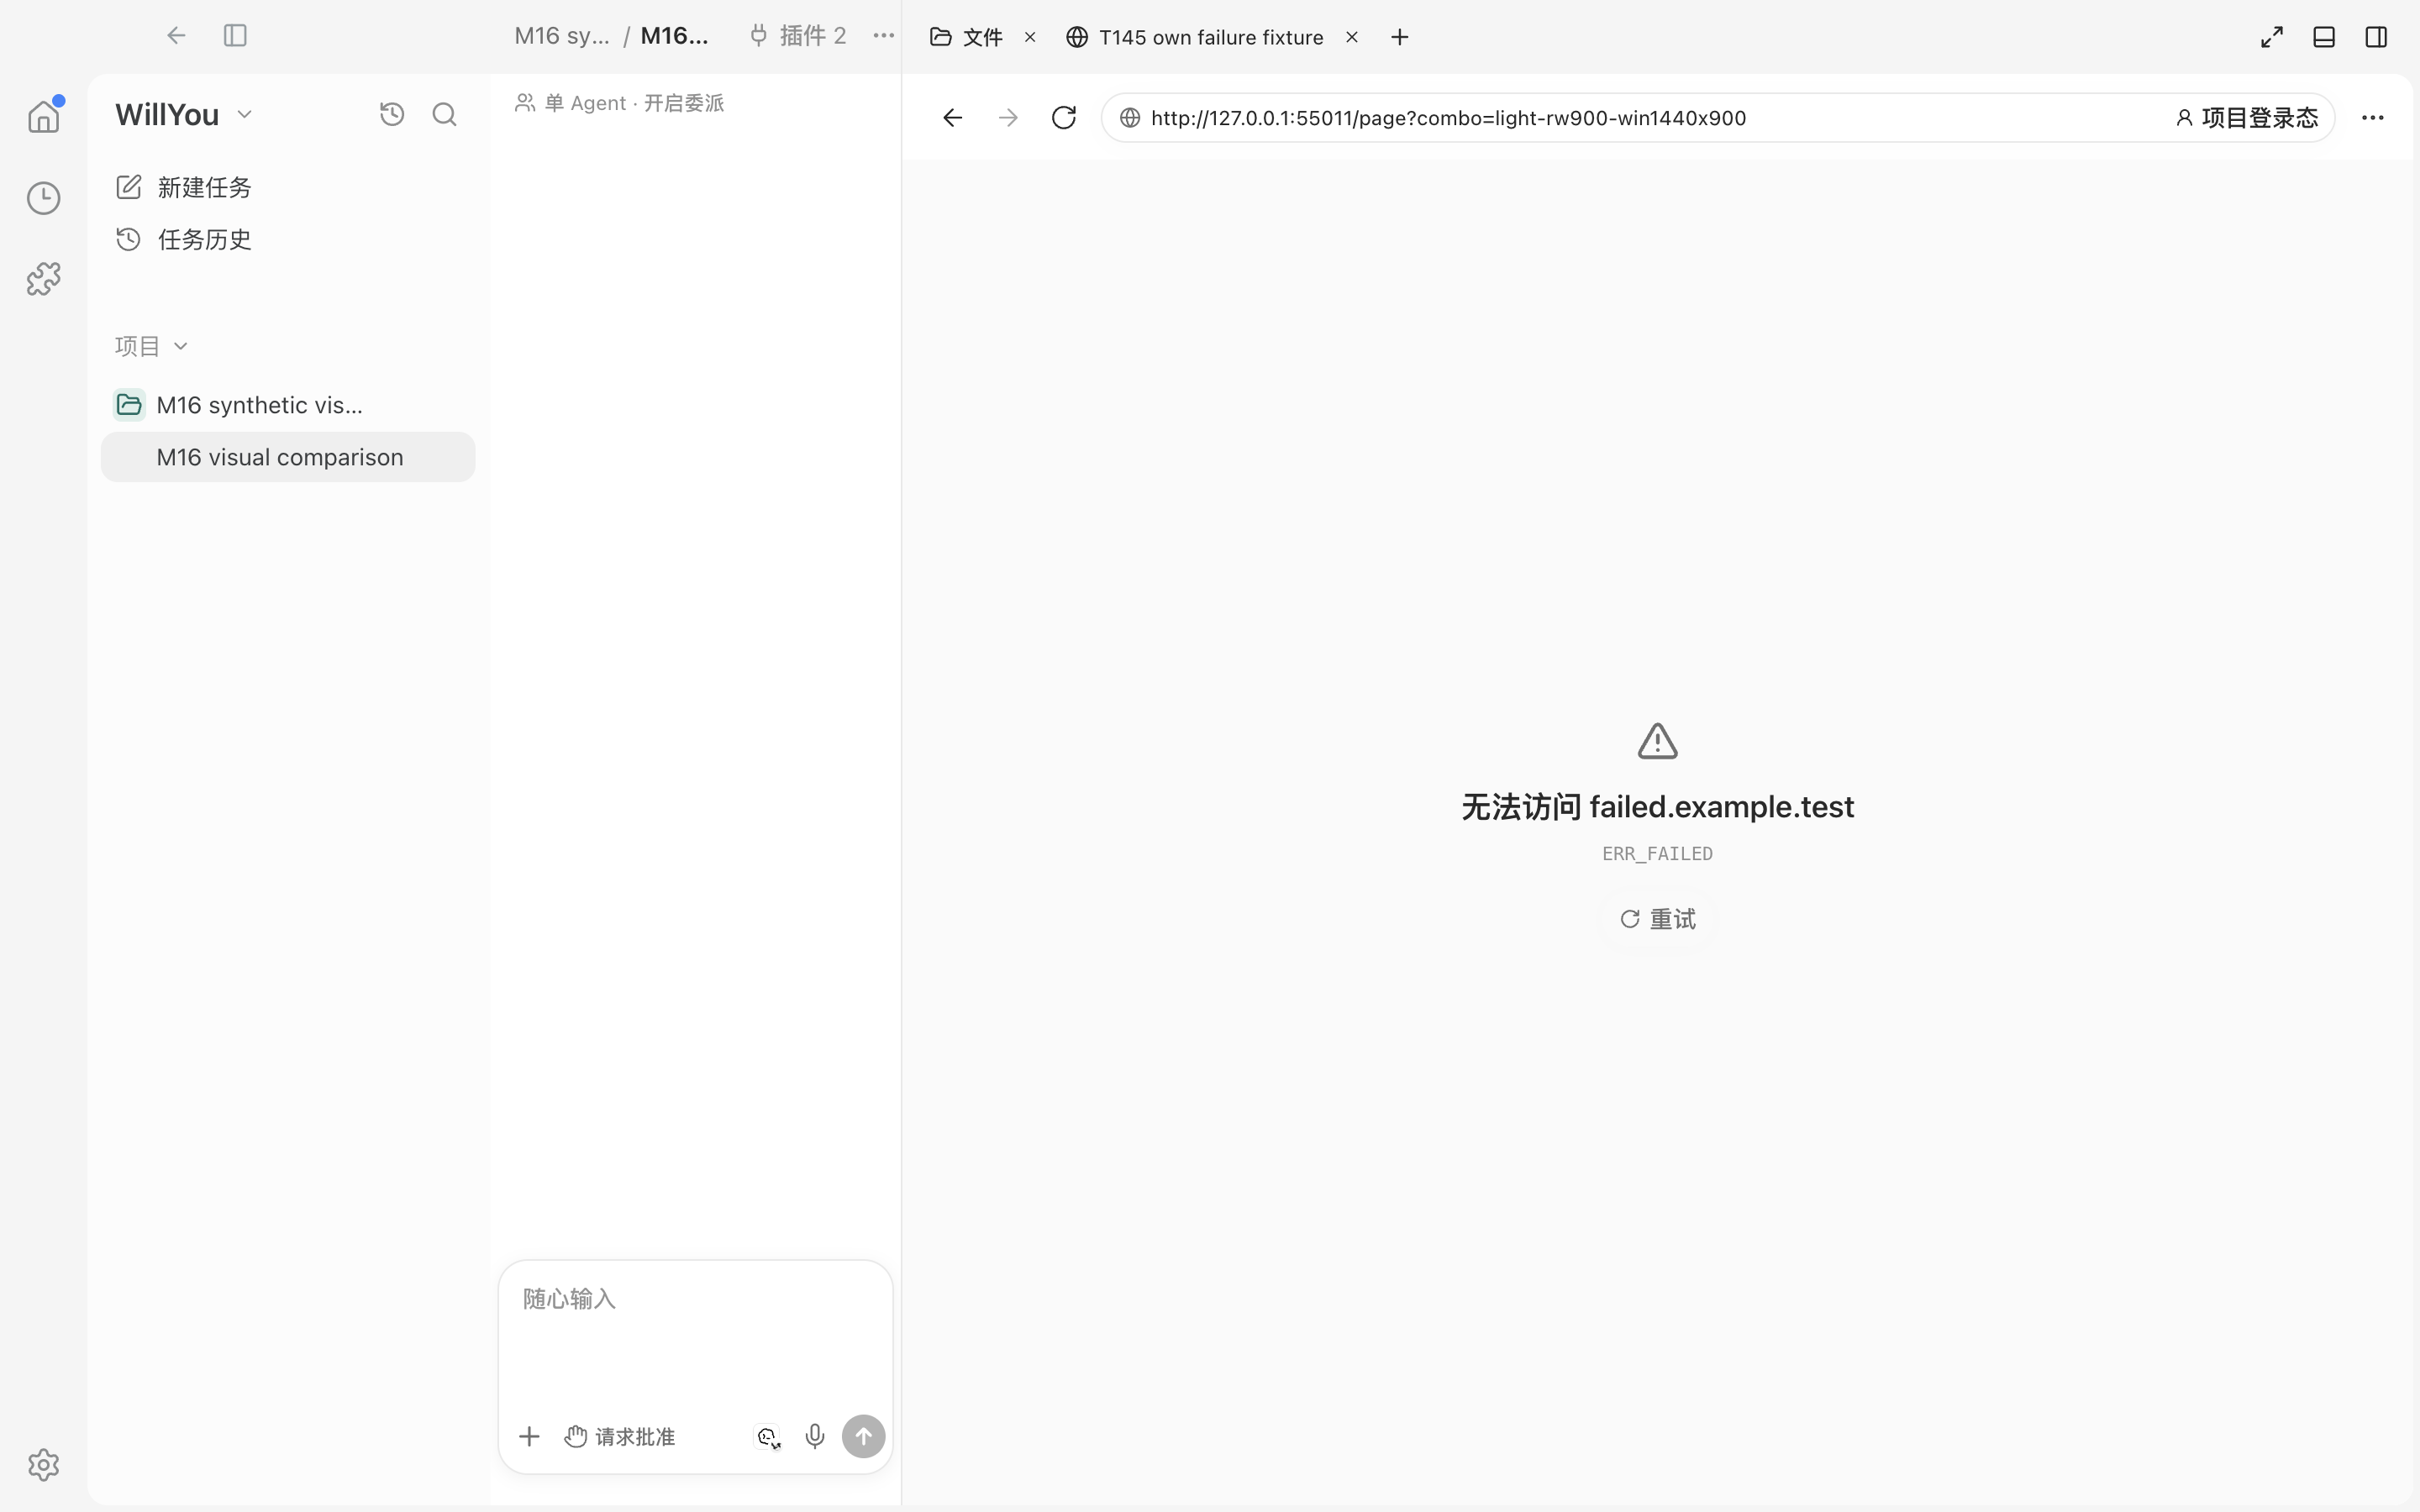 M16 sy... / M16... 插件 2
文件
T145 own failure fixture
WillYou
单 Agent · 开启委派
http://127.0.0.1:55011/page?combo=light-rw900-win1440x900
项目登录态
新建任务
任务历史
项目
M16 synthetic vis...
M16 visual comparison
无法访问 failed.example.test
ERR_FAILED
重试
随心输入
请求批准